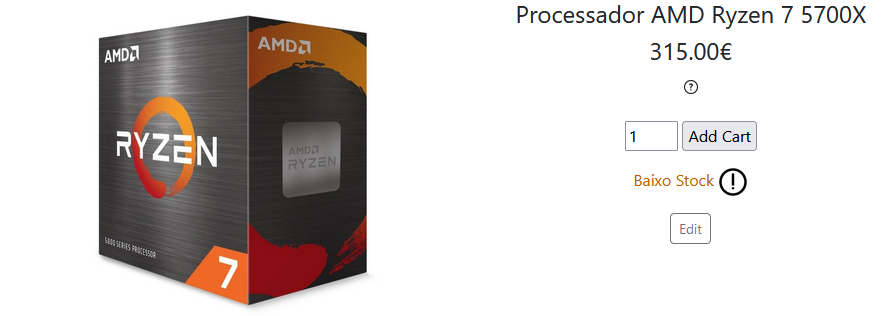 AMD
AMD
RYZEN
AMD
RYZEN
5000 SERIES PROCESSOR
7
Processador AMD Ryzen 7 5700X
315.00€
?
1
Add Cart
Baixo Stock !
Edit